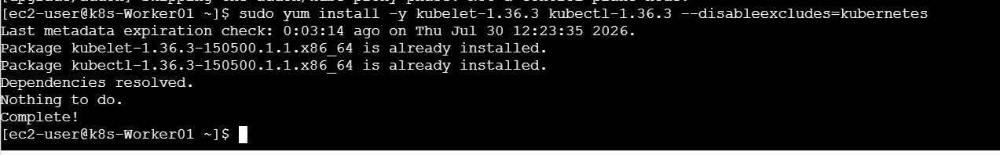 [ec2-user@k8s-Worker01 ~]$ sudo yum install -y kubelet-1.36.3 kubectl-1.36.3 --disableexcludes=kubernetes
Last metadata expiration check: 0:03:14 ago on Thu Jul 30 12:23:35 2026.
Package kubelet-1.36.3-150500.1.1.x86_64 is already installed.
Package kubectl-1.36.3-150500.1.1.x86_64 is already installed.
Dependencies resolved.
Nothing to do.
Complete!
[ec2-user@k8s-Worker01 ~]$